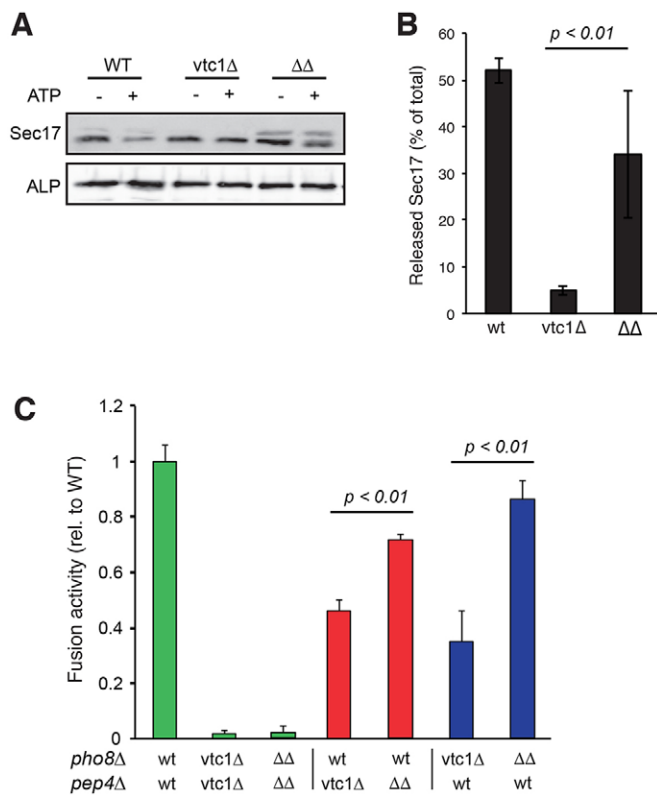 A
WT vtc1Δ ΔΔ
ATP - + - + - +
Sec17
ALP
B
p < 0.01
Released Sec17 (% of total)
60
50
40
30
20
10
0
wt vtc1Δ ΔΔ
C
Fusion activity (rel. to WT)
1.2
1
0.8
0.6
0.4
0.2
0
p < 0.01
p < 0.01
pho8Δ wt vtc1Δ ΔΔ wt wt vtc1Δ ΔΔ
pep4Δ wt vtc1Δ ΔΔ vtc1Δ ΔΔ wt wt